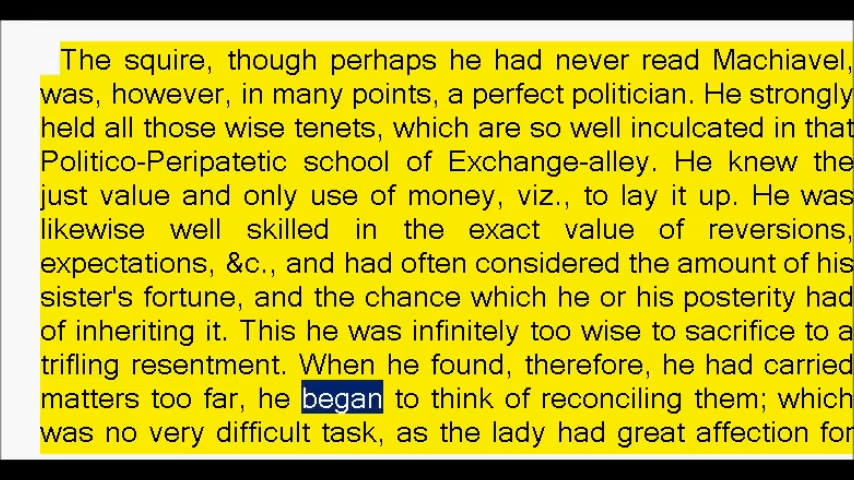 The squire, though perhaps he had never read Machiavel,
was, however, in many points, a perfect politician. He strongly
held all those wise tenets, which are so well inculcated in that
Politico-Peripatetic school of Exchange-alley. He knew the
just value and only use of money, viz., to lay it up. He was
likewise well skilled in the exact value of reversions,
expectations, &c., and had often considered the amount of his
sister's fortune, and the chance which he or his posterity had
of inheriting it. This he was infinitely too wise to sacrifice to a
trifling resentment. When he found, therefore, he had carried
matters too far, he began to think of reconciling them; which
was no very difficult task, as the lady had great affection for